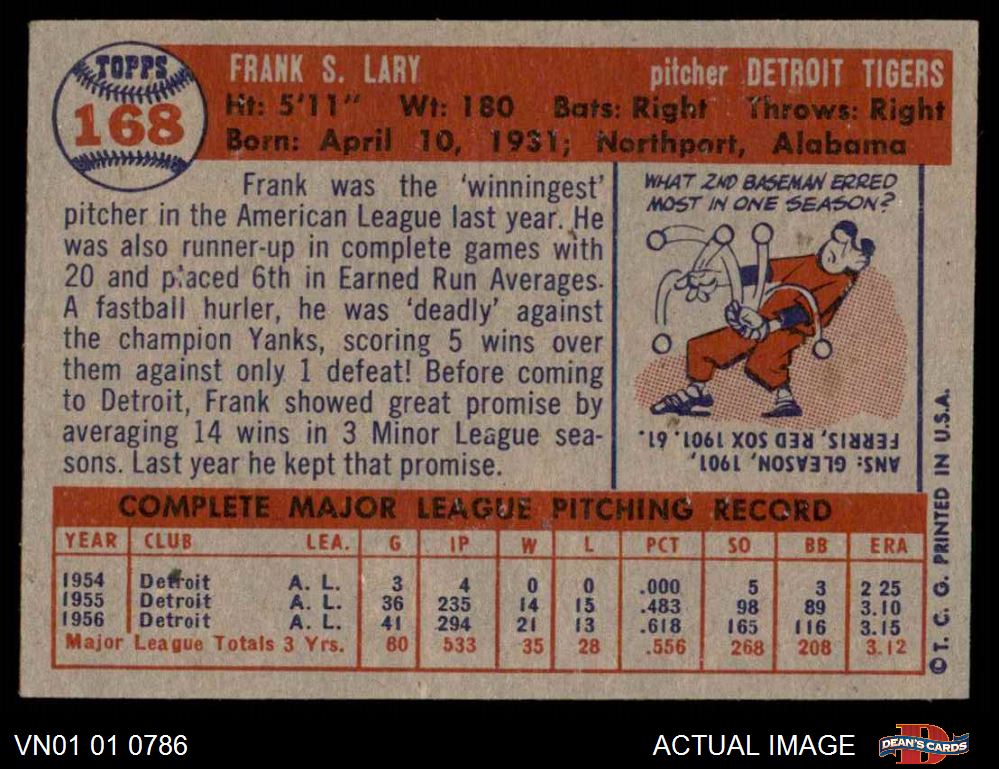 TOPPS
168
FRANK S. LARY pitcher DETROIT TIGERS
Ht: 5'11" Wt: 180 Bats: Right Throws: Right
Born: April 10, 1931; Northport, Alabama
Frank was the 'winningest'
pitcher in the American League last year. He
was also runner-up in complete games with
20 and placed 6th in Earned Run Averages.
A fastball hurler, he was 'deadly' against
the champion Yanks, scoring 5 wins over
them against only 1 defeat! Before coming
to Detroit, Frank showed great promise by
averaging 14 wins in 3 Minor League sea-
sons. Last year he kept that promise.
WHAT 2ND BASEMAN ERRED
MOST IN ONE SEASON?
ANS: GLEASON, 1901,
FERRIS, RED SOX 1901. 61.
COMPLETE MAJOR LEAGUE PITCHING RECORD
YEAR CLUB LEA. G IP W L PCT SO BB ERA
1954 Detroit A. L. 3 4 0 0 .000 5 3 2 25
1955 Detroit A. L. 36 235 14 15 .483 98 89 3.10
1956 Detroit A. L. 41 294 21 13 .618 165 116 3.15
Major League Totals 3 Yrs. 80 533 35 28 .556 268 208 3.12
© T. C. G. PRINTED IN U.S.A.
VN01 01 0786 ACTUAL IMAGE DEAN'S CARDS